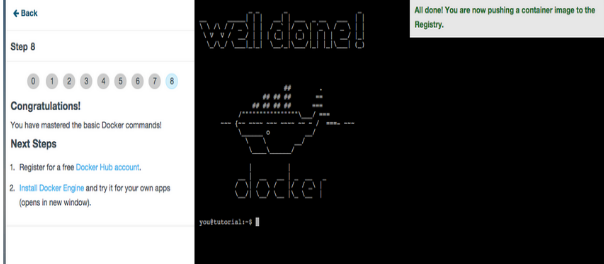 ← Back
Step 8
0 1 2 3 4 5 6 7 8
Congratulations!
You have mastered the basic Docker commands!
Next Steps
1. Register for a free Docker Hub account.
2. Install Docker Engine and try it for your own apps
(opens in new window).
well done!
All done! You are now pushing a container image to the
Registry.
docker
you@tutorial:~$